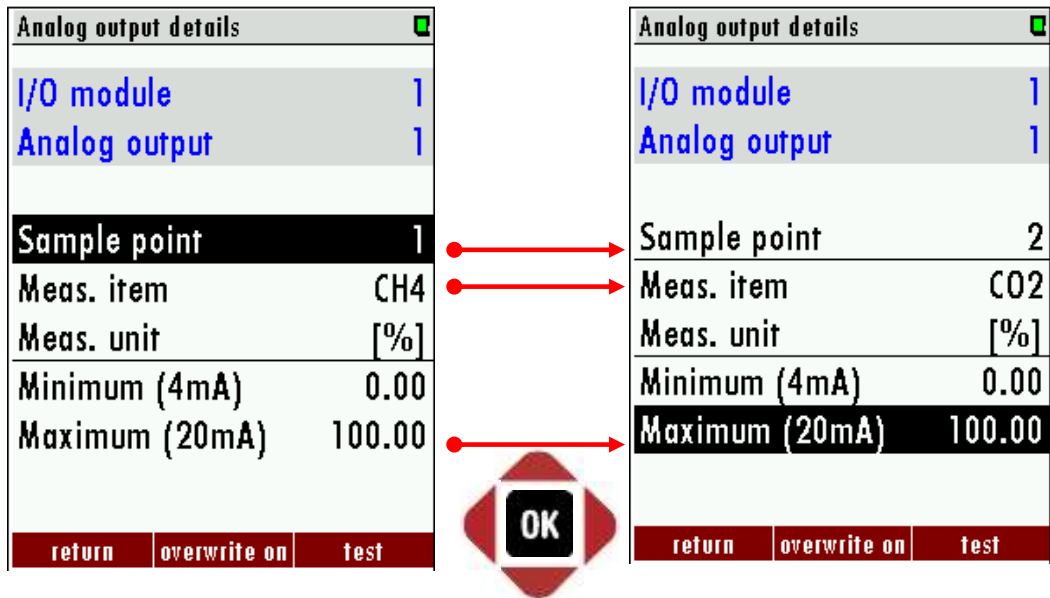 Analog output details
I/O module 1
Analog output 1
Sample point 1
Meas. item CH4
Meas. unit [%]
Minimum (4mA) 0.00
Maximum (20mA) 100.00
return overwrite on test
OK
Analog output details
I/O module 1
Analog output 1
Sample point 2
Meas. item CO2
Meas. unit [%]
Minimum (4mA) 0.00
Maximum (20mA) 100.00
return overwrite on test